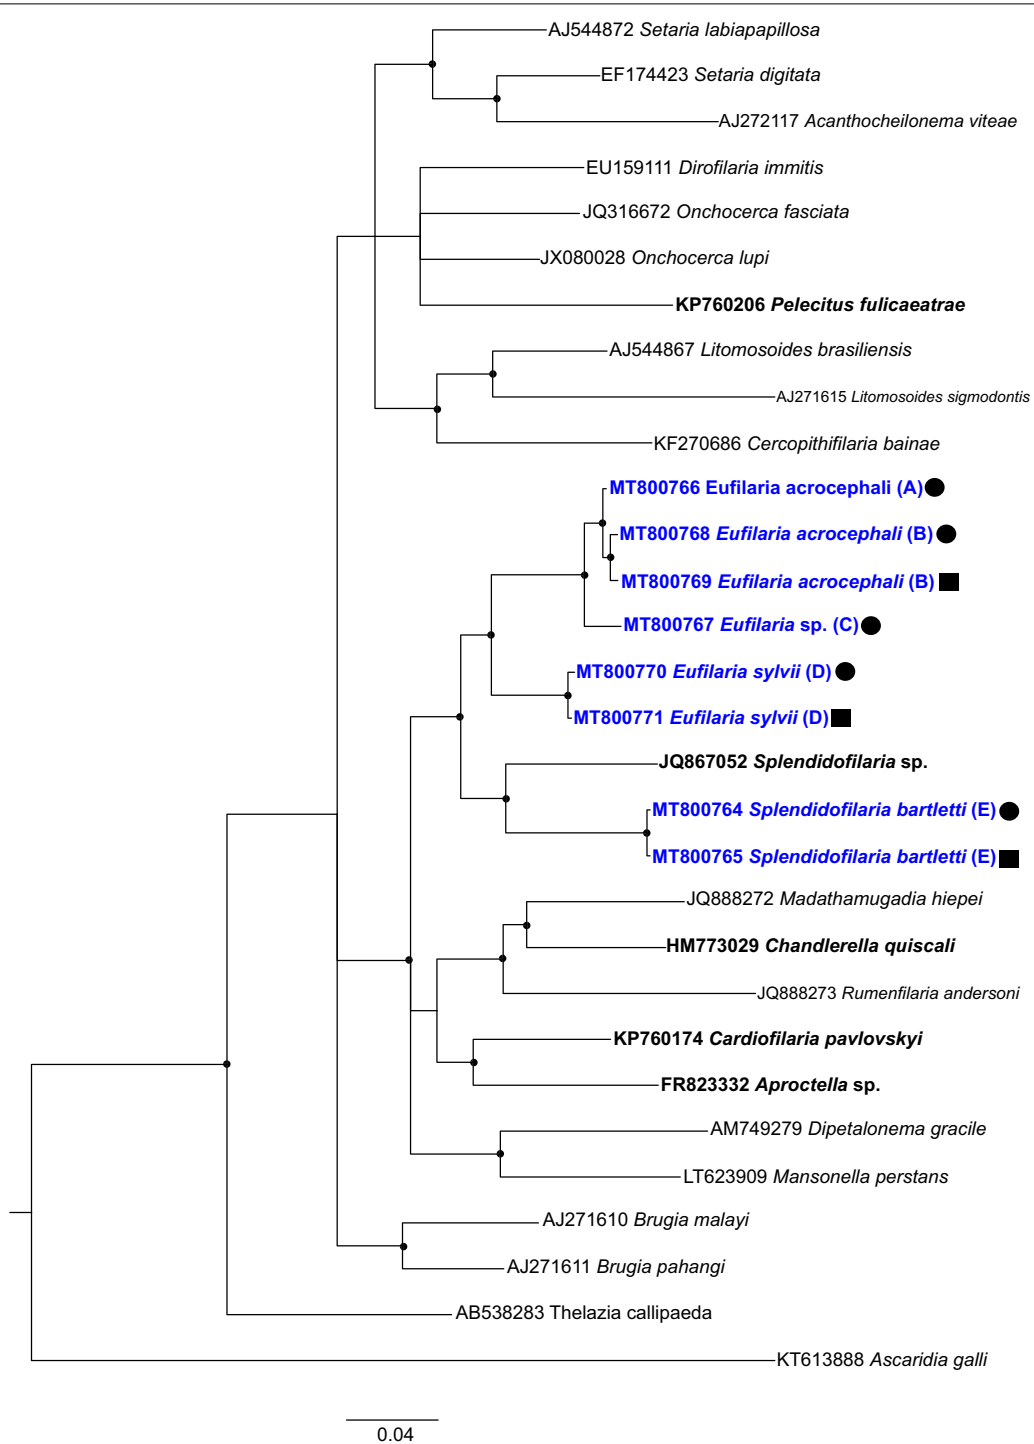 AJ544872 Setaria labiapapillosa
EF174423 Setaria digitata
AJ272117 Acanthocheilonema viteae
EU159111 Dirofilaria immitis
JQ316672 Onchocerca fasciata
JX080028 Onchocerca lupi
KP760206 Pelecitus fulicaeatrae
AJ544867 Litomosoides brasiliensis
AJ271615 Litomosoides sigmodontis
KF270686 Cercopithifilaria bainae
MT800766 Eufilaria acrocephali (A)
MT800768 Eufilaria acrocephali (B)
MT800769 Eufilaria acrocephali (B)
MT800767 Eufilaria sp. (C)
MT800770 Eufilaria sylvii (D)
MT800771 Eufilaria sylvii (D)
JQ867052 Splendidofilaria sp.
MT800764 Splendidofilaria bartletti (E)
MT800765 Splendidofilaria bartletti (E)
JQ888272 Madathamugadia hiepei
HM773029 Chandlerella quiscali
JQ888273 Rumenfilaria andersoni
KP760174 Cardiofilaria pavlovskyi
FR823332 Aproctella sp.
AM749279 Dipetalonema gracile
LT623909 Mansonella perstans
AJ271610 Brugia malayi
AJ271611 Brugia pahangi
AB538283 Thelazia callipaeda
KT613888 Ascaridia galli
0.04